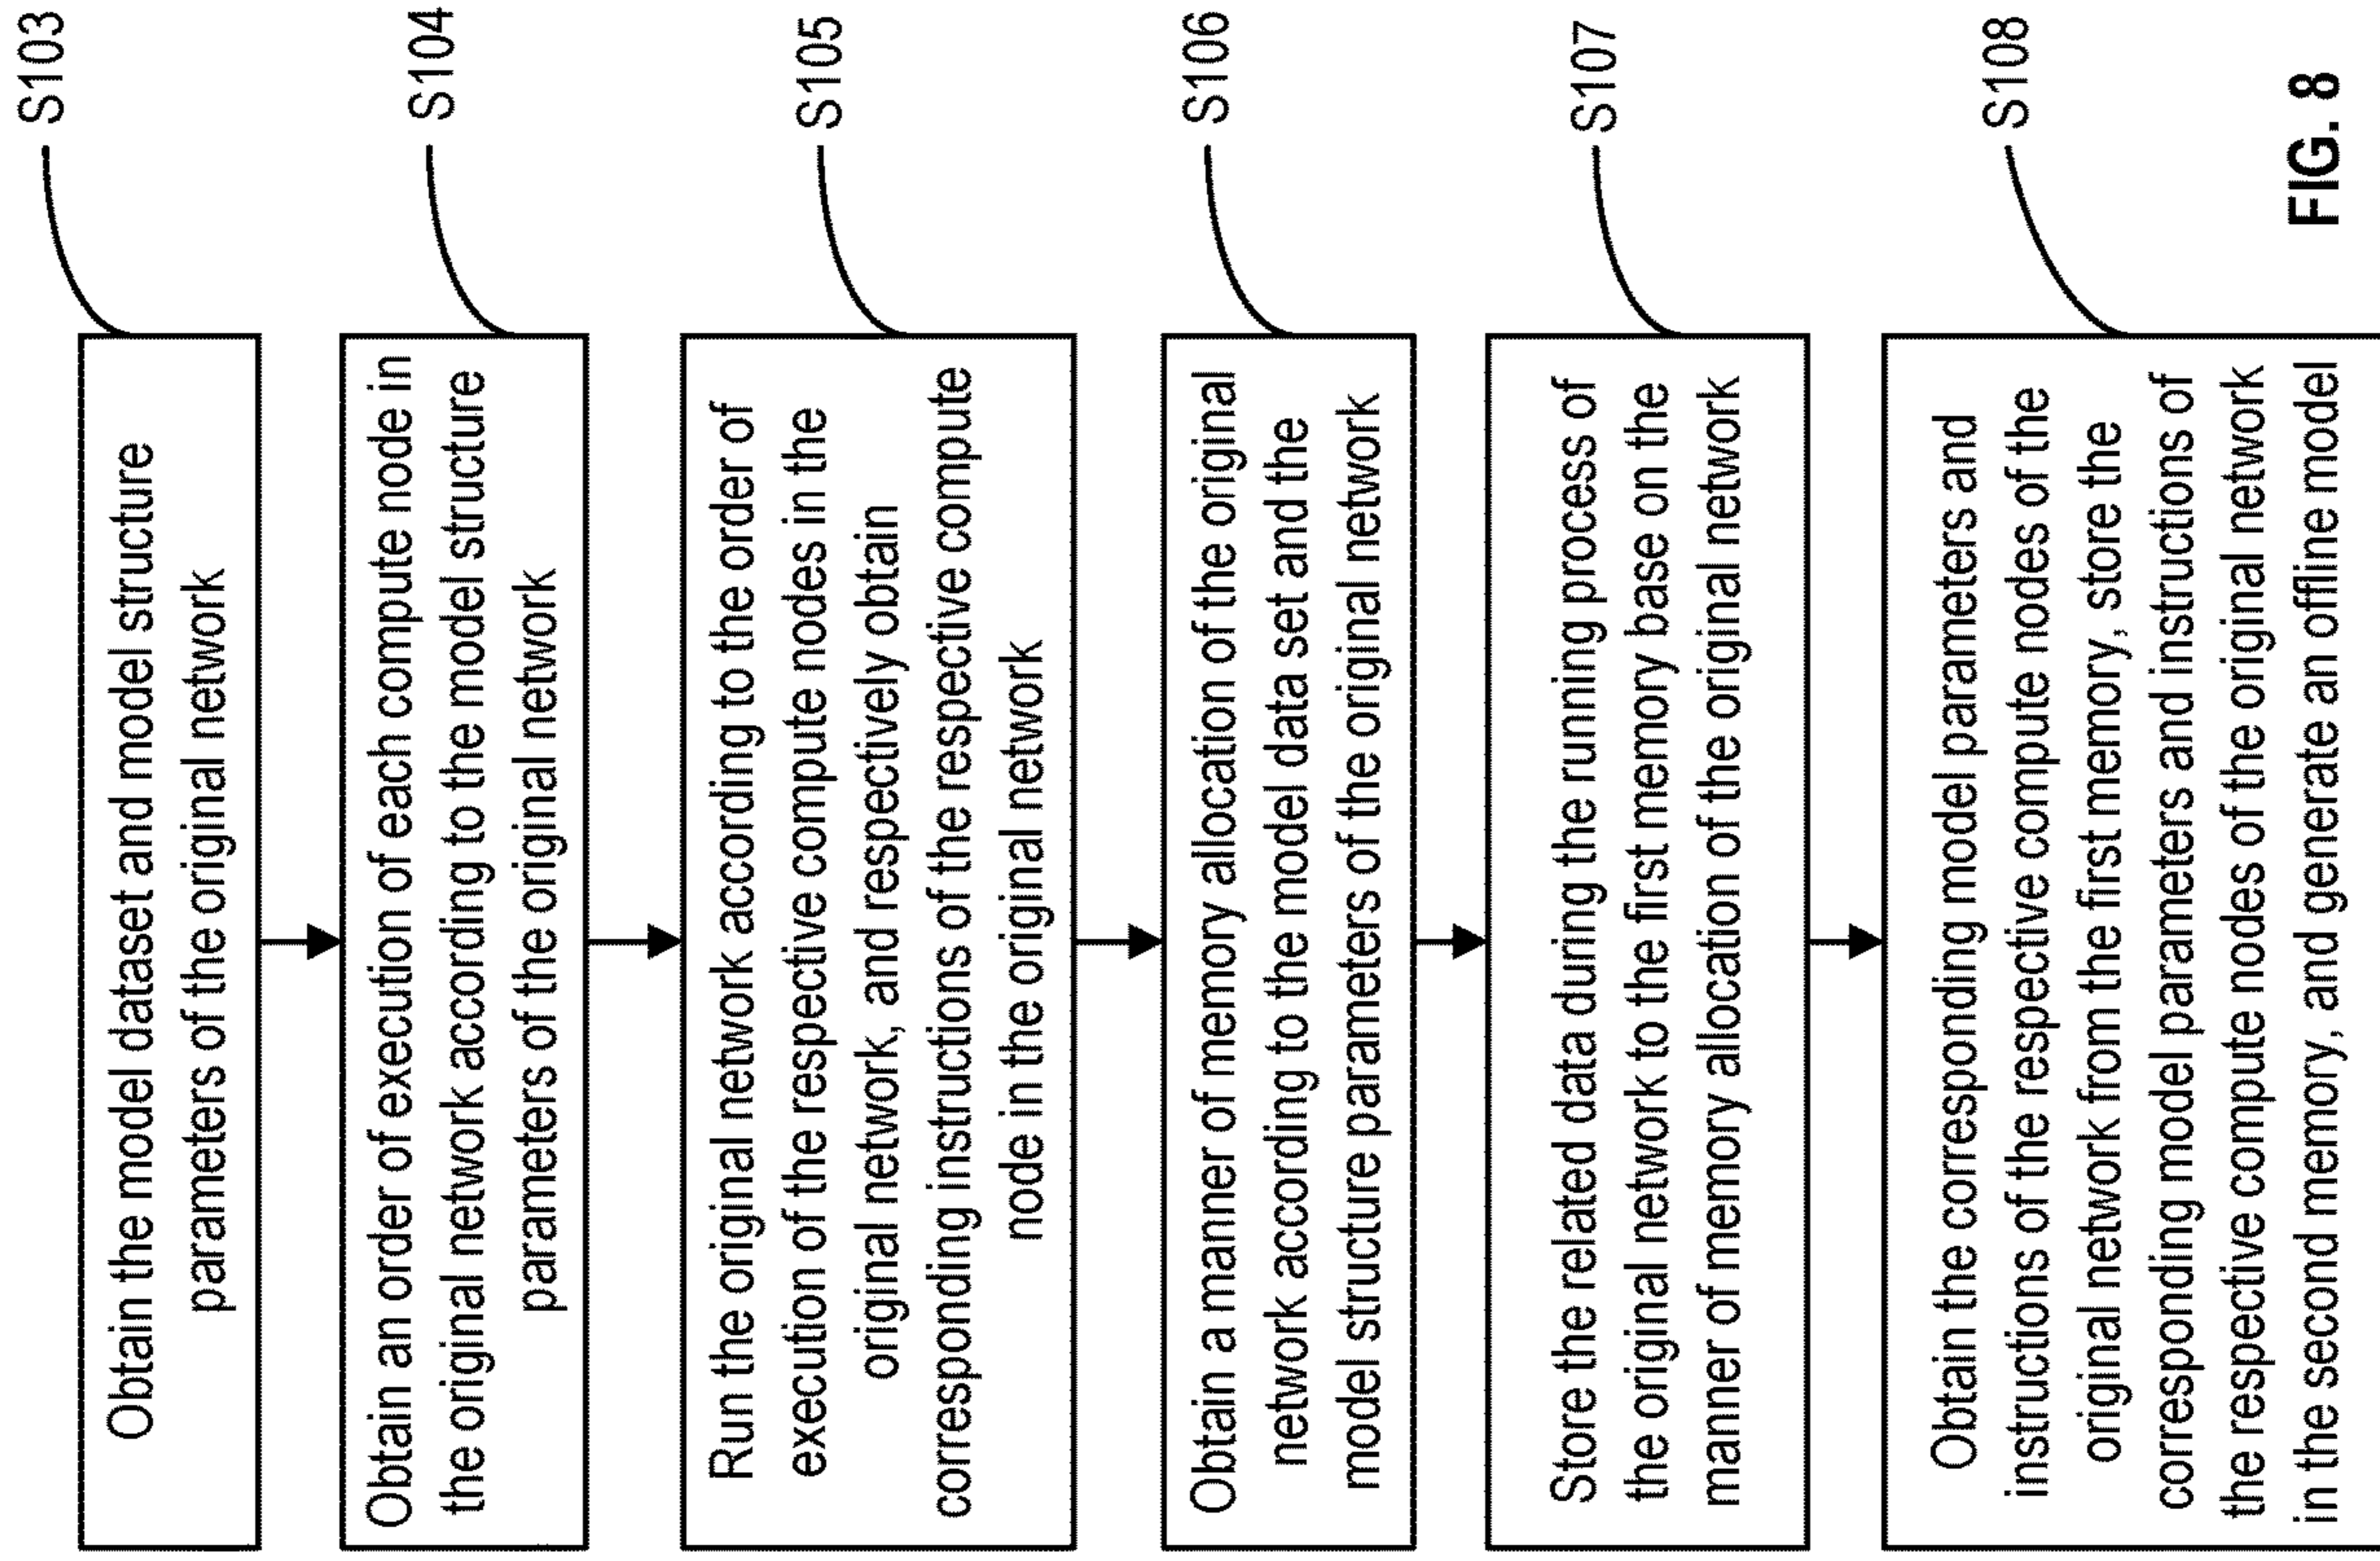 S103
Obtain the model dataset and model structure
parameters of the original network
S104
Obtain an order of execution of each compute node in
the original network according to the model structure
parameters of the original network
S105
Run the original network according to the order of
execution of the respective compute nodes in the
original network, and respectively obtain
corresponding instructions of the respective compute
node in the original network
S106
Obtain a manner of memory allocation of the original
network according to the model data set and the
model structure parameters of the original network
S107
Store the related data during the running process of
the original network to the first memory base on the
manner of memory allocation of the original network
S108
Obtain the corresponding model parameters and
instructions of the respective compute nodes of the
original network from the first memory, store the
corresponding model parameters and instructions of
the respective compute nodes of the original network
in the second memory, and generate an offline model
FIG. 8